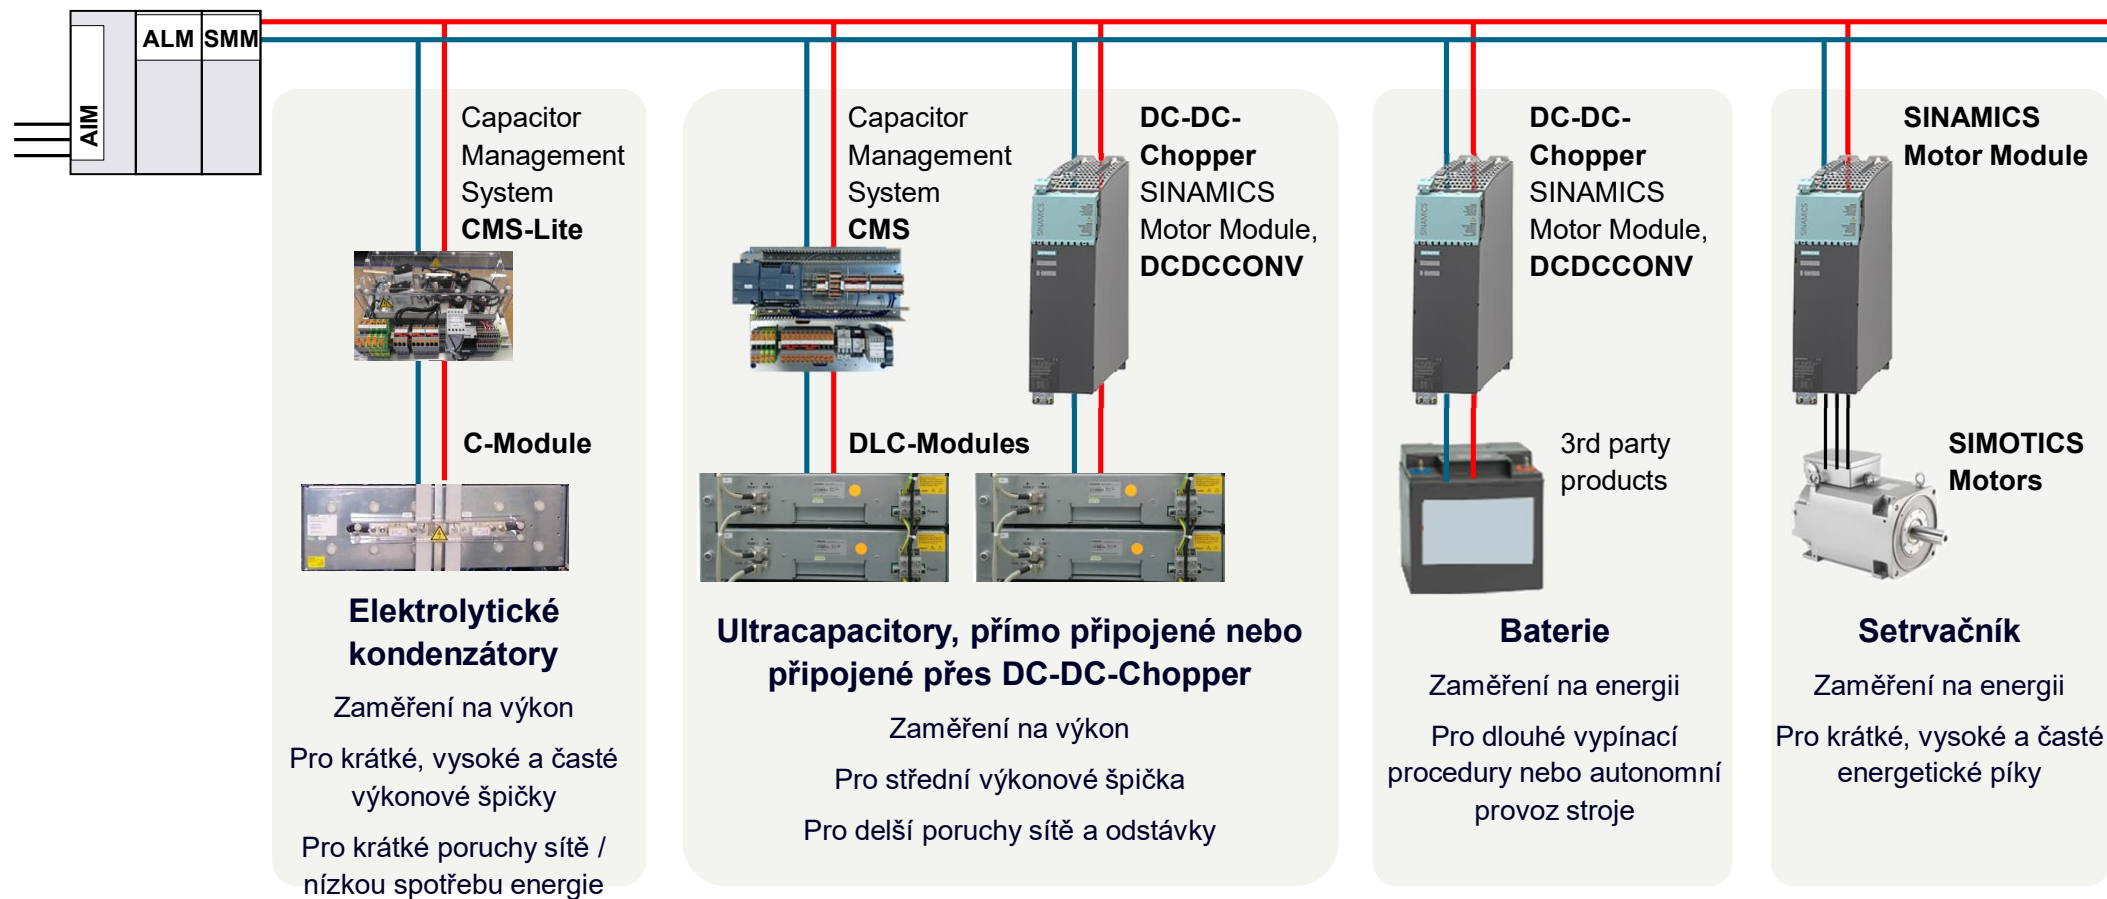 ALM SMM
AIM
Capacitor
Management
System
CMS-Lite
C-Module
Elektrolytické
kondenzátory
Zaměření na výkon
Pro krátké, vysoké a časté
výkonové špičky
Pro krátké poruchy sítě /
nízkou spotřebu energie
Capacitor
Management
System
CMS
DC-DC-
Chopper
SINAMICS
Motor Module,
DCDCCONV
SINAMICS
DLC-Modules
Ultracapacitory, přímo připojené nebo
připojené přes DC-DC-Chopper
Zaměření na výkon
Pro střední výkonové špička
Pro delší poruchy sítě a odstávky
DC-DC-
Chopper
SINAMICS
Motor Module,
DCDCCONV
SINAMICS
3rd party
products
Baterie
Zaměření na energii
Pro dlouhé vypínací
procedury nebo autonomní
provoz stroje
SINAMICS
Motor Module
SINAMICS
SIMOTICS
Motors
Setrvačník
Zaměření na energii
Pro krátké, vysoké a časté
energetické píky